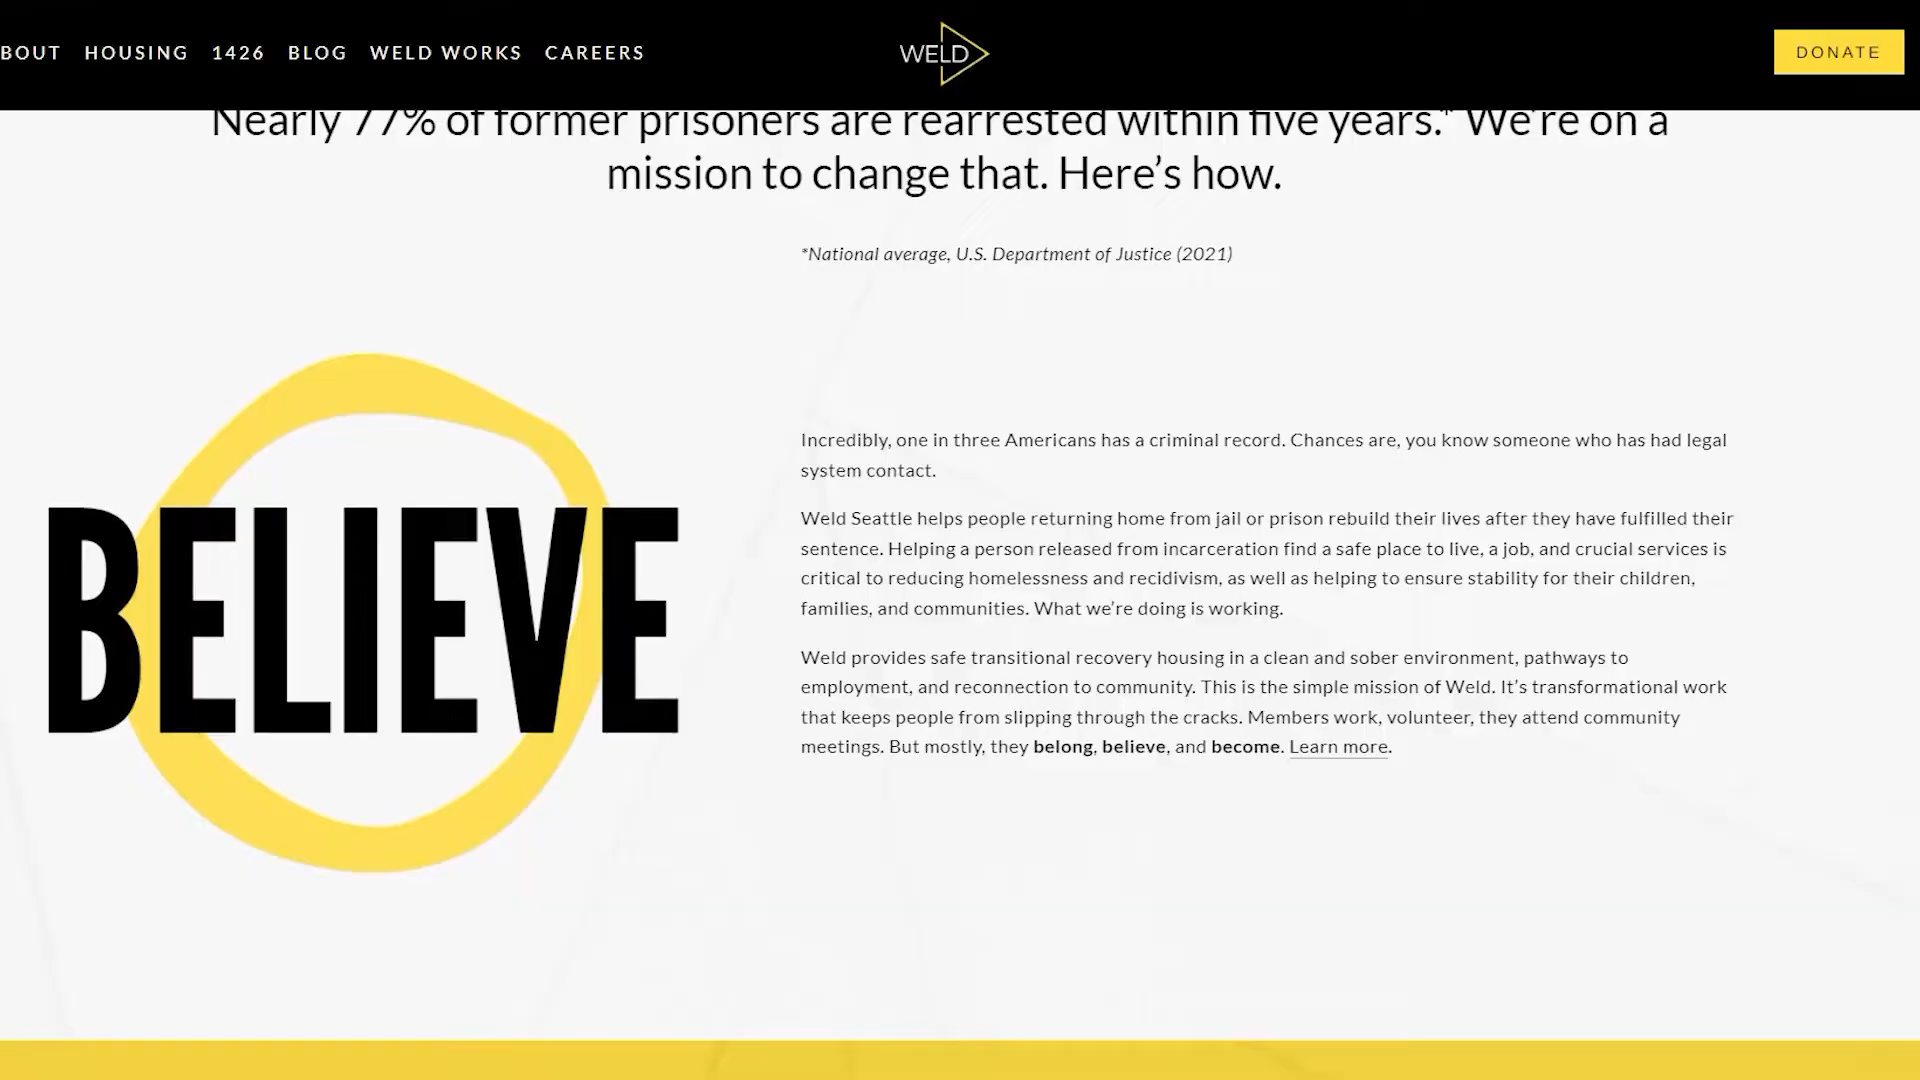 BOUT HOUSING 1426 BLOG WELD WORKS CAREERS
WELD
DONATE
Nearly 77% of former prisoners are rearrested within five years.* We're on a
mission to change that. Here's how.
*National average, U.S. Department of Justice (2021)
BELIEVE
Incredibly, one in three Americans has a criminal record. Chances are, you know someone who has had legal
system contact.
Weld Seattle helps people returning home from jail or prison rebuild their lives after they have fulfilled their
sentence. Helping a person released from incarceration find a safe place to live, a job, and crucial services is
critical to reducing homelessness and recidivism, as well as helping to ensure stability for their children,
families, and communities. What we're doing is working.
Weld provides safe transitional recovery housing in a clean and sober environment, pathways to
employment, and reconnection to community. This is the simple mission of Weld. It's transformational work
that keeps people from slipping through the cracks. Members work, volunteer, they attend community
meetings. But mostly, they belong, believe, and become. Learn more.